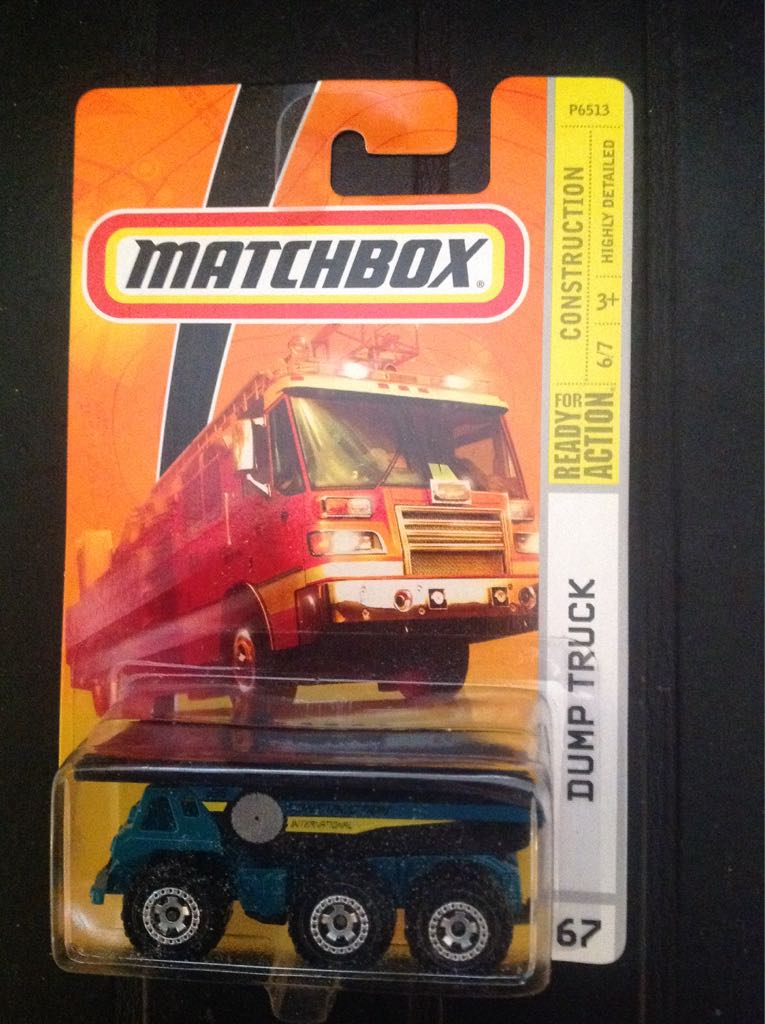 MATCHBOX®
P6513
CONSTRUCTION
HIGHLY DETAILED
3+
6/7
READY FOR
ACTION
DUMP TRUCK
67
INTERNATIONAL